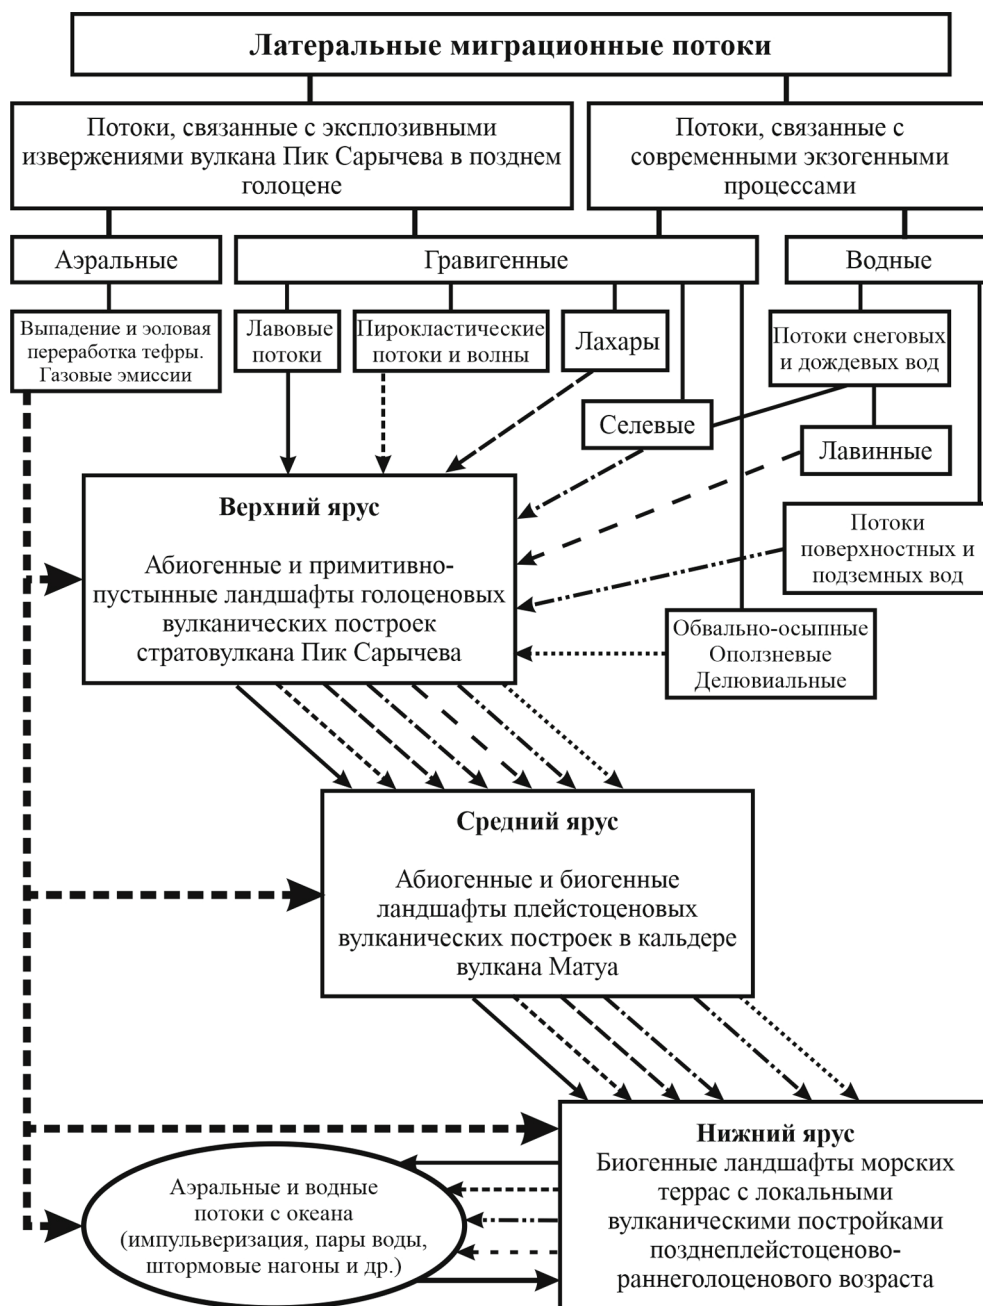 Латеральные миграционные потоки
Потоки, связанные с эксплозивными
извержениями вулкана Пик Сарычева в позднем
голоцене
Потоки, связанные с
современными экзогенными
процессами
Аэральные
Гравигенные
Водные
Выпадение и эоловая
переработка тефры.
Газовые эмиссии
Лавовые
потоки
Пирокластические
потоки и волны
Лахары
Потоки снеговых
и дождевых вод
Селевые
Лавинные
Верхний ярус
Абиогенные и примитивно-
пустынные ландшафты голоценовых
вулканических построек
стратовулкана Пик Сарычева
Потоки
поверхностных и
подземных вод
Обвально-осыпные
Оползневые
Делювиальные
Средний ярус
Абиогенные и биогенные
ландшафты плейстоценовых
вулканических построек в кальдере
вулкана Матуа
Нижний ярус
Биогенные ландшафты морских
террас с локальными
вулканическими постройками
позднеплейстоценово-
раннеголоценового возраста
Аэральные и водные
потоки с океана
(импульверизация, пары воды,
штормовые нагоны и др.)